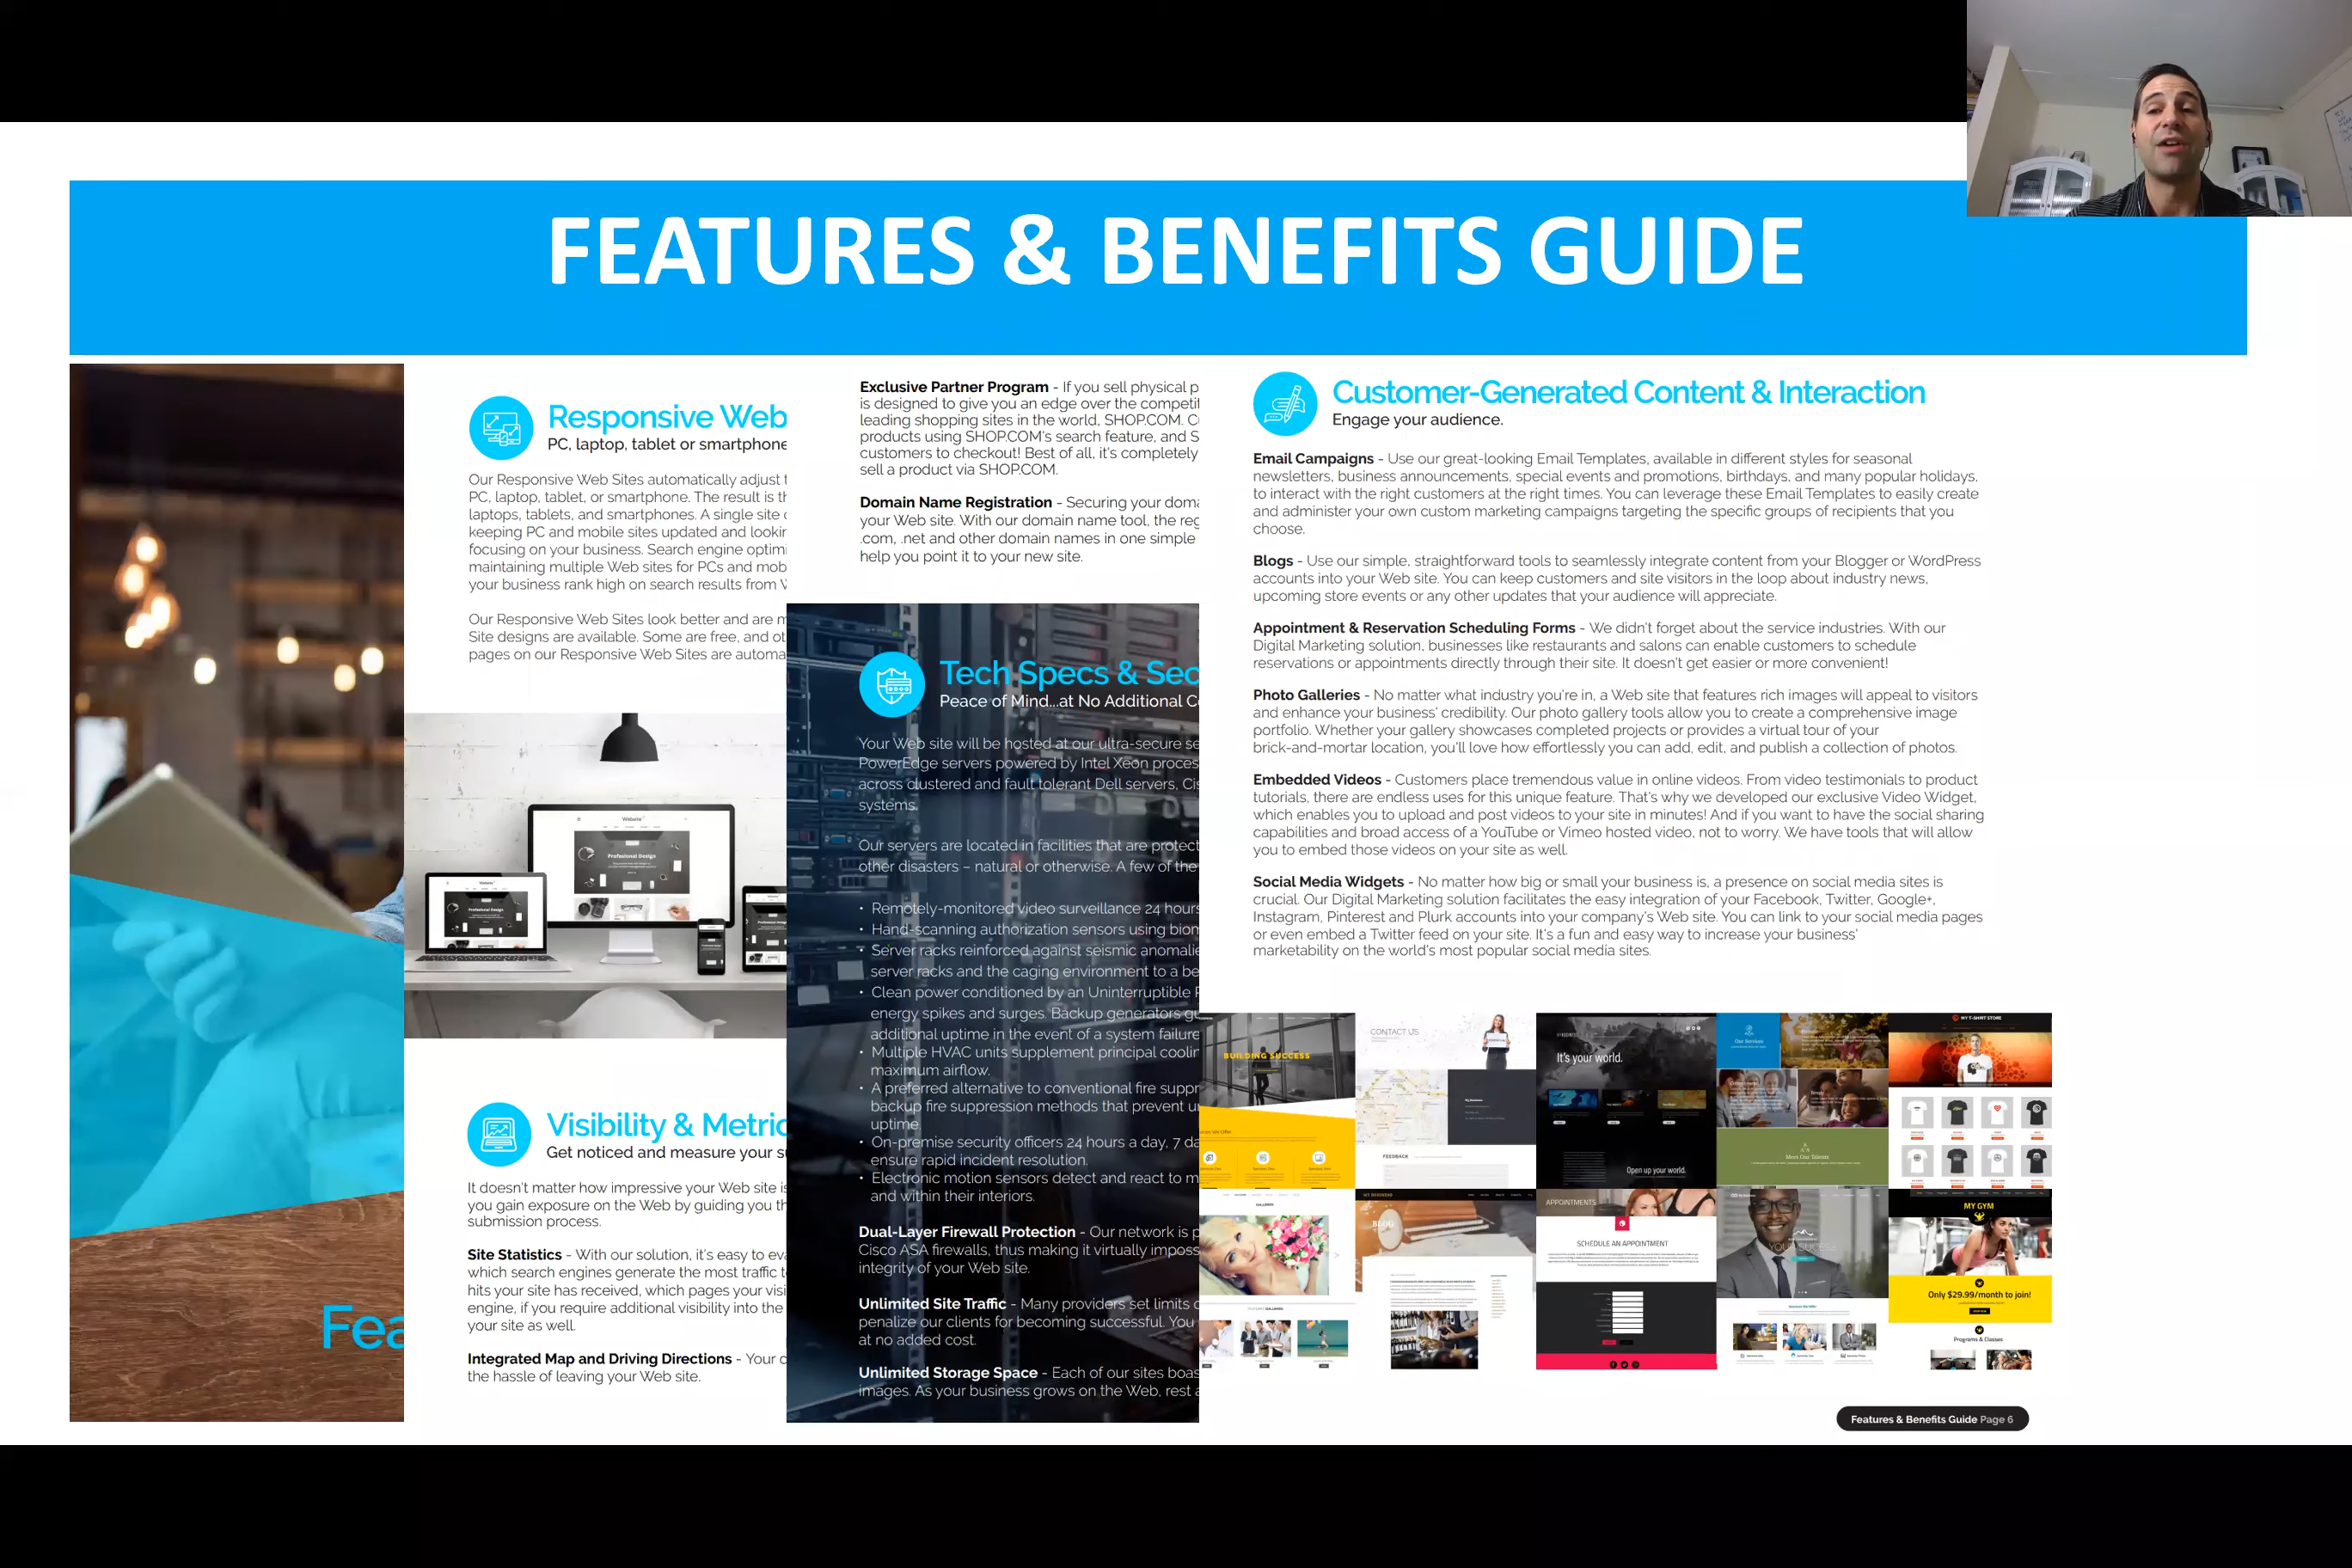 FEATURES & BENEFITS GUIDE
Fea
Responsive Web
PC, laptop, tablet or smartphone
Our Responsive Web Sites automatically adjust
PC, laptop, tablet, or smartphone. The result is
laptops, tablets, and smartphones. A single site
keeping PC and mobile sites updated and
focusing on your business. Search engine
maintaining multiple Web sites for PCs and
your business rank high on search results from
Our Responsive Web Sites look better and are
Site designs are available. Some are free, and
pages on our Responsive Web Sites are
Website
Professional Design
Visibility &
Get noticed and measure your
It doesn't matter how impressive your Web site
you gain exposure on the Web by guiding you
submission process.
Site Statistics - With our solution, it's easy to
which search engines generate the most traffic
hits your site has received, which pages your
engine, if you require additional visibility into the
your site as well.
Integrated Map and Driving Directions - Your
the hassle of leaving your Web site.
Exclusive Partner Program - If you sell physical
is designed to give you an edge over the
leading shopping sites in the world, SHOP.COM.
products using SHOP.COM's search feature, and
customers to checkout! Best of all, it's completely
sell a product via SHOP.COM.
Domain Name Registration - Securing your
your Web site. With our domain name tool, the
.com, .net and other domain names in one simple
help you point it to your new site.
Tech Specs &
Peace of Mind...at No Additional
Your Web site will be hosted at our ultra-secure
PowerEdge servers powered by Intel Xeon
across clustered and fault tolerant Dell servers,
systems.
Our servers are located in facilities that are
other disasters – natural or otherwise. A few of the
• Remotely-monitored video surveillance 24 hours
• Hand-scanning authorization sensors using
• Server racks reinforced against seismic
server racks and the caging environment to a
• Clean power conditioned by an Uninterruptible
energy spikes and surges. Backup generators
additional uptime in the event of a system failure
• Multiple HVAC units supplement principal
maximum airflow.
• A preferred alternative to conventional fire
backup fire suppression methods that prevent
uptime.
• On-premise security officers 24 hours a day, 7
ensure rapid incident resolution.
• Electronic motion sensors detect and react to
and within their interiors.
Dual-Layer Firewall Protection - Our network is
Cisco ASA firewalls, thus making it virtually
integrity of your Web site.
Unlimited Site Traffic - Many providers set limits
penalize our clients for becoming successful. You
at no added cost.
Unlimited Storage Space - Each of our sites
images. As your business grows on the Web, rest
Customer-Generated Content & Interaction
Engage your audience.
Email Campaigns - Use our great-looking Email Templates, available in different styles for seasonal
newsletters, business announcements, special events and promotions, birthdays, and many popular holidays,
to interact with the right customers at the right times. You can leverage these Email Templates to easily create
and administer your own custom marketing campaigns targeting the specific groups of recipients that you
choose.
Blogs - Use our simple, straightforward tools to seamlessly integrate content from your Blogger or WordPress
accounts into your Web site. You can keep customers and site visitors in the loop about industry news,
upcoming store events or any other updates that your audience will appreciate.
Appointment & Reservation Scheduling Forms - We didn't forget about the service industries. With our
Digital Marketing solution, businesses like restaurants and salons can enable customers to schedule
reservations or appointments directly through their site. It doesn't get easier or more convenient!
Photo Galleries - No matter what industry you're in, a Web site that features rich images will appeal to visitors
and enhance your business' credibility. Our photo gallery tools allow you to create a comprehensive image
portfolio. Whether your gallery showcases completed projects or provides a virtual tour of your
brick-and-mortar location, you'll love how effortlessly you can add, edit, and publish a collection of photos.
Embedded Videos - Customers place tremendous value in online videos. From video testimonials to product
tutorials, there are endless uses for this unique feature. That's why we developed our exclusive Video Widget,
which enables you to upload and post videos to your site in minutes! And if you want to have the social sharing
capabilities and broad access of a YouTube or Vimeo hosted video, not to worry. We have tools that will allow
you to embed those videos on your site as well.
Social Media Widgets - No matter how big or small your business is, a presence on social media sites is
crucial. Our Digital Marketing solution facilitates the easy integration of your Facebook, Twitter, Google+,
Instagram, Pinterest and Plurk accounts into your company's Web site. You can link to your social media pages
or even embed a Twitter feed on your site. It's a fun and easy way to increase your business'
marketability on the world's most popular social media sites.
BUILDING SUCCESS
CONTACT US
FEEDBACK
It's your world.
Open up your world.
Our Services
Meet Our Talent
MY T-SHIRT STORE
BLOG
APPOINTMENTS
SCHEDULE AN APPOINTMENT
YOUR SUCCESS
MY GYM
Only $29.99/month to join!
Programs & Classes
Features & Benefits Guide Page 6